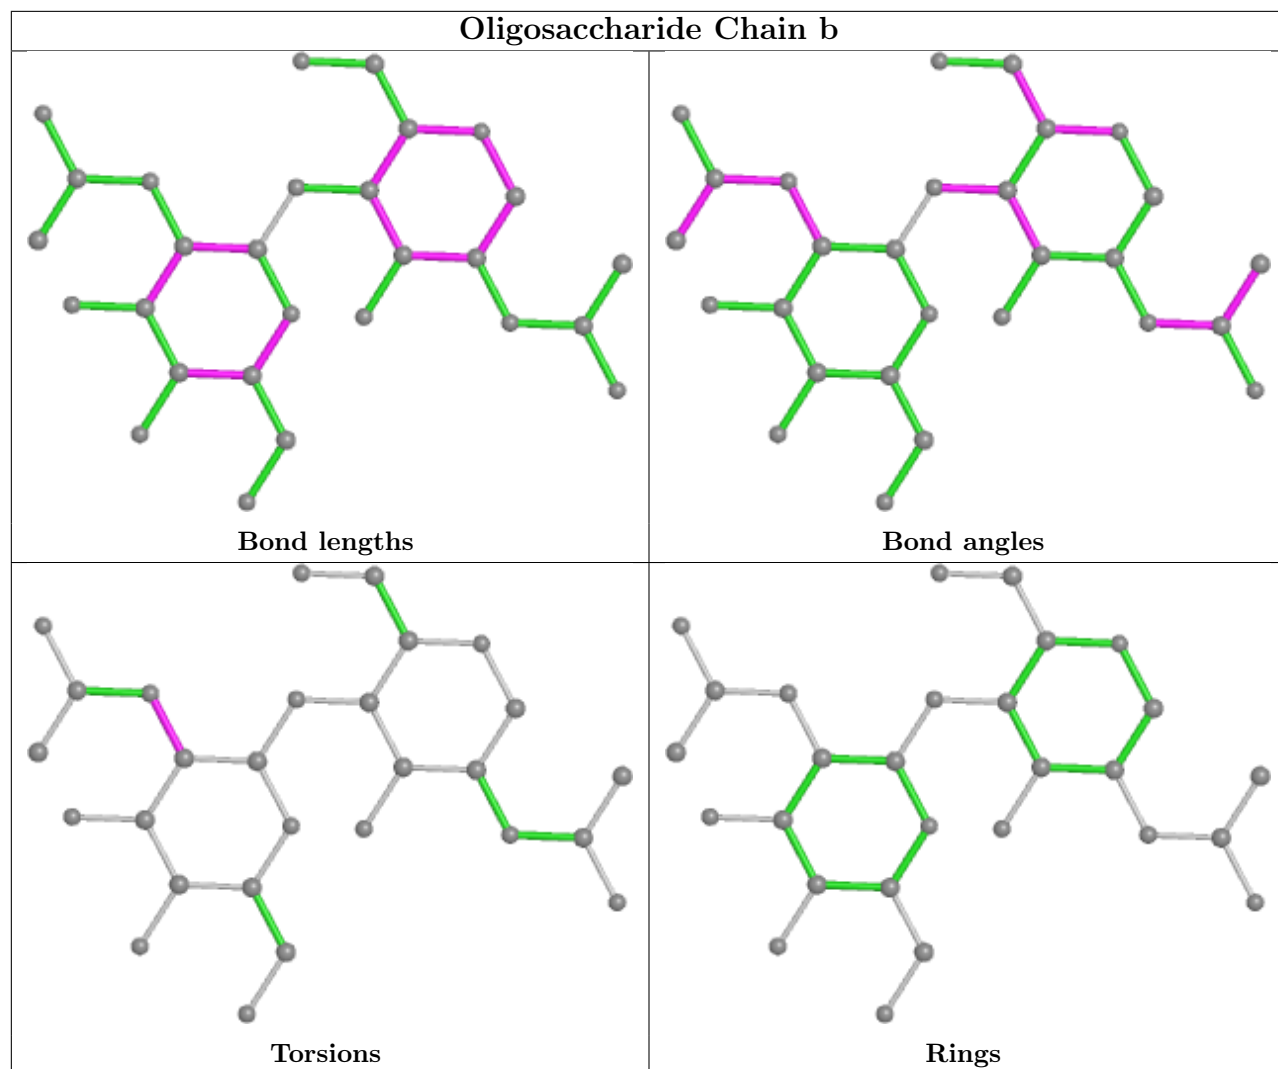 Oligosaccharide Chain b
Bond lengths
Bond angles
Torsions
Rings